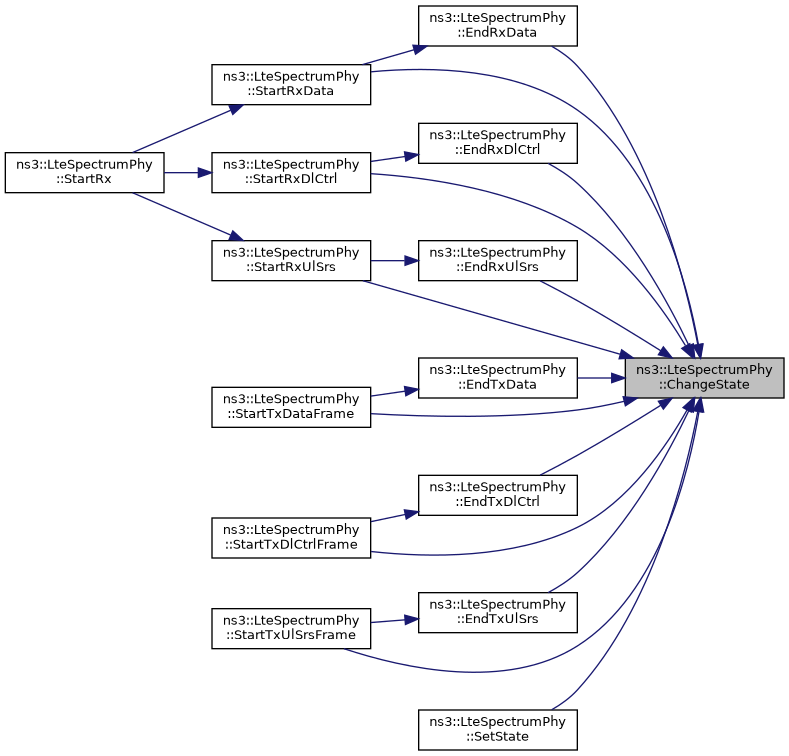 ns3::LteSpectrumPhy
::EndRxData
ns3::LteSpectrumPhy
::StartRxData
ns3::LteSpectrumPhy
::EndRxDlCtrl
ns3::LteSpectrumPhy
::StartRx
ns3::LteSpectrumPhy
::StartRxDlCtrl
ns3::LteSpectrumPhy
::StartRxUlSrs
ns3::LteSpectrumPhy
::EndRxUlSrs
ns3::LteSpectrumPhy
::EndTxData
ns3::LteSpectrumPhy
::ChangeState
ns3::LteSpectrumPhy
::StartTxDataFrame
ns3::LteSpectrumPhy
::EndTxDlCtrl
ns3::LteSpectrumPhy
::StartTxDlCtrlFrame
ns3::LteSpectrumPhy
::EndTxUlSrs
ns3::LteSpectrumPhy
::StartTxUlSrsFrame
ns3::LteSpectrumPhy
::SetState